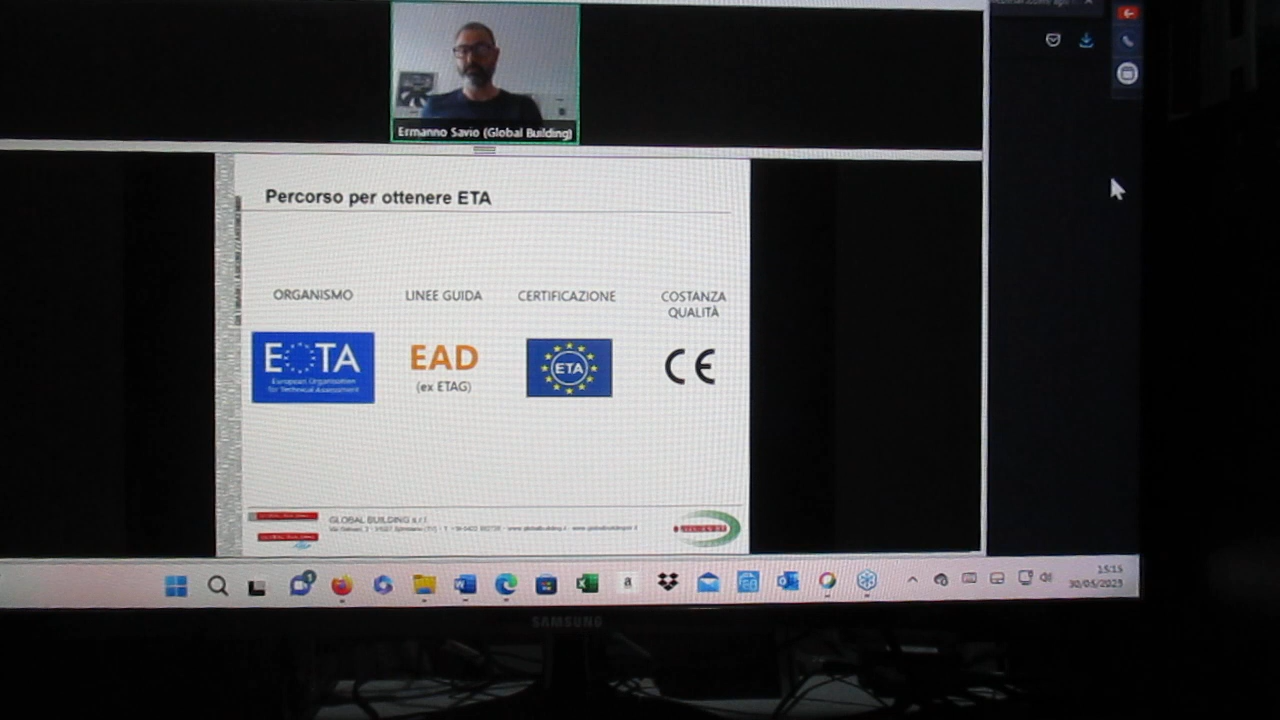 Ermanno Savio (Global Building)
Percorso per ottenere ETA
ORGANISMO
LINEE GUIDA
CERTIFICAZIONE
COSTANZA
QUALITÀ
EOTA
European Organisation
for Technical Assessment
EAD
(ex ETAG)
ETA
CE
GLOBAL BUILDING s.r.l.
15:15
30/05/2023
SAMSUNG